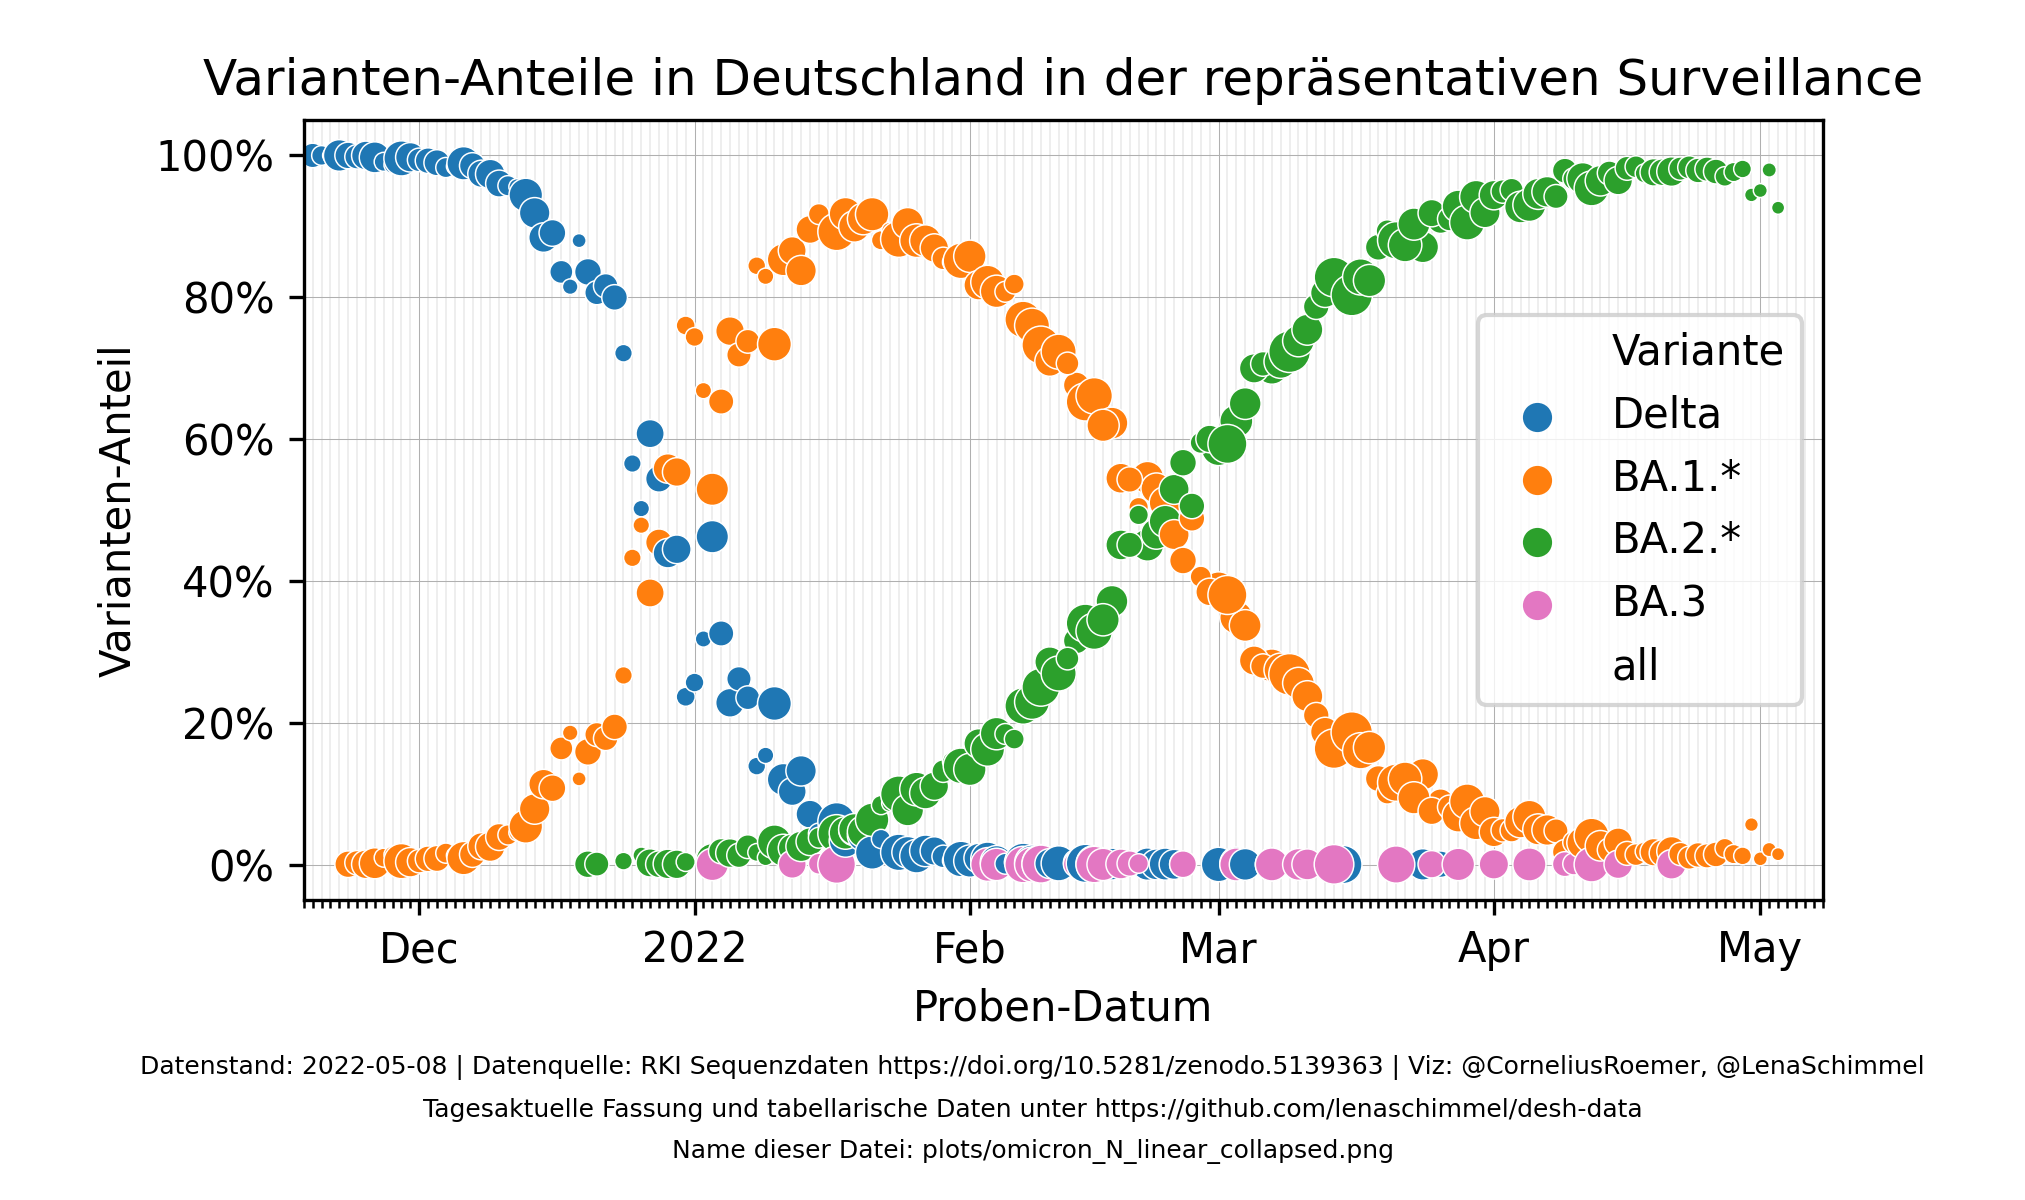 Varianten-Anteile in Deutschland in der repräsentativen Surveillance
Varianten-Anteil
100%
80%
60%
40%
20%
0%
Variante
Delta
BA.1.*
BA.2.*
BA.3
all
Dec
2022
Feb
Mar
Apr
May
Proben-Datum
Datenstand: 2022-05-08 | Datenquelle: RKI Sequenzdaten https://doi.org/10.5281/zenodo.5139363 | Viz: @CorneliusRoemer, @LenaSchimmel
Tagesaktuelle Fassung und tabellarische Daten unter https://github.com/lenaschimmel/desh-data
Name dieser Datei: plots/omicron_N_linear_collapsed.png